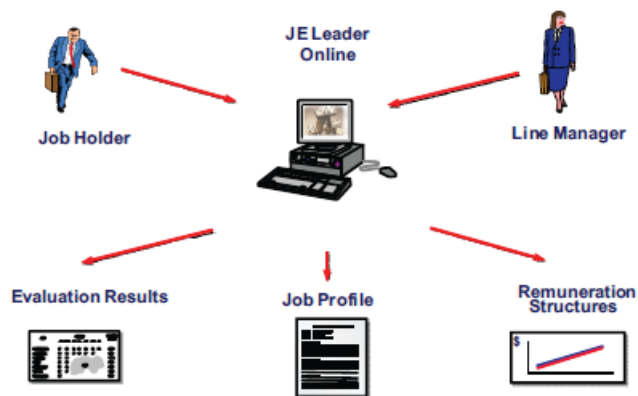 JE Leader
Online
Job Holder
Line Manager
Evaluation Results
Job Profile
Remuneration
Structures
$